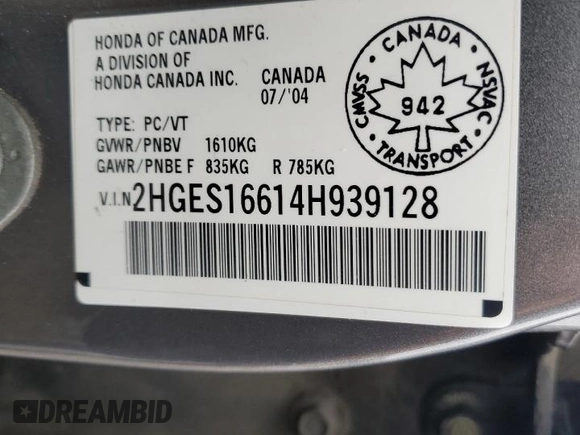 HONDA OF CANADA MFG.
A DIVISION OF
HONDA CANADA INC. CANADA
07/'04
TYPE: PC/VT
GVWR/PNBV 1610KG
GAWR/PNBE F 835KG R 785KG
V.I.N. 2HGES16614H939128
CANADA
CMVSS NSVAC
942
TRANSPORT
DREAMBID